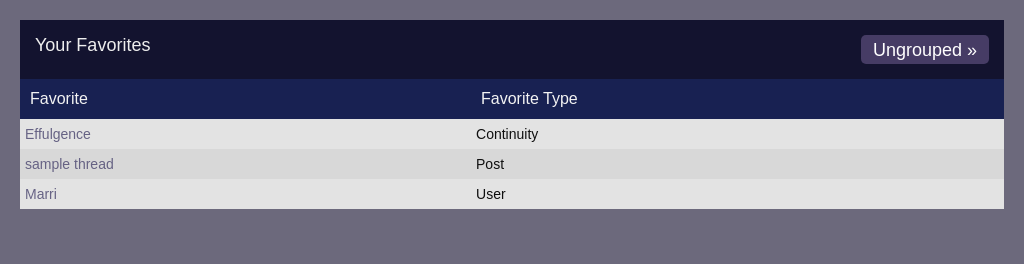 Your Favorites
Ungrouped »
Favorite Favorite Type
Effulgence Continuity
sample thread Post
Marri User